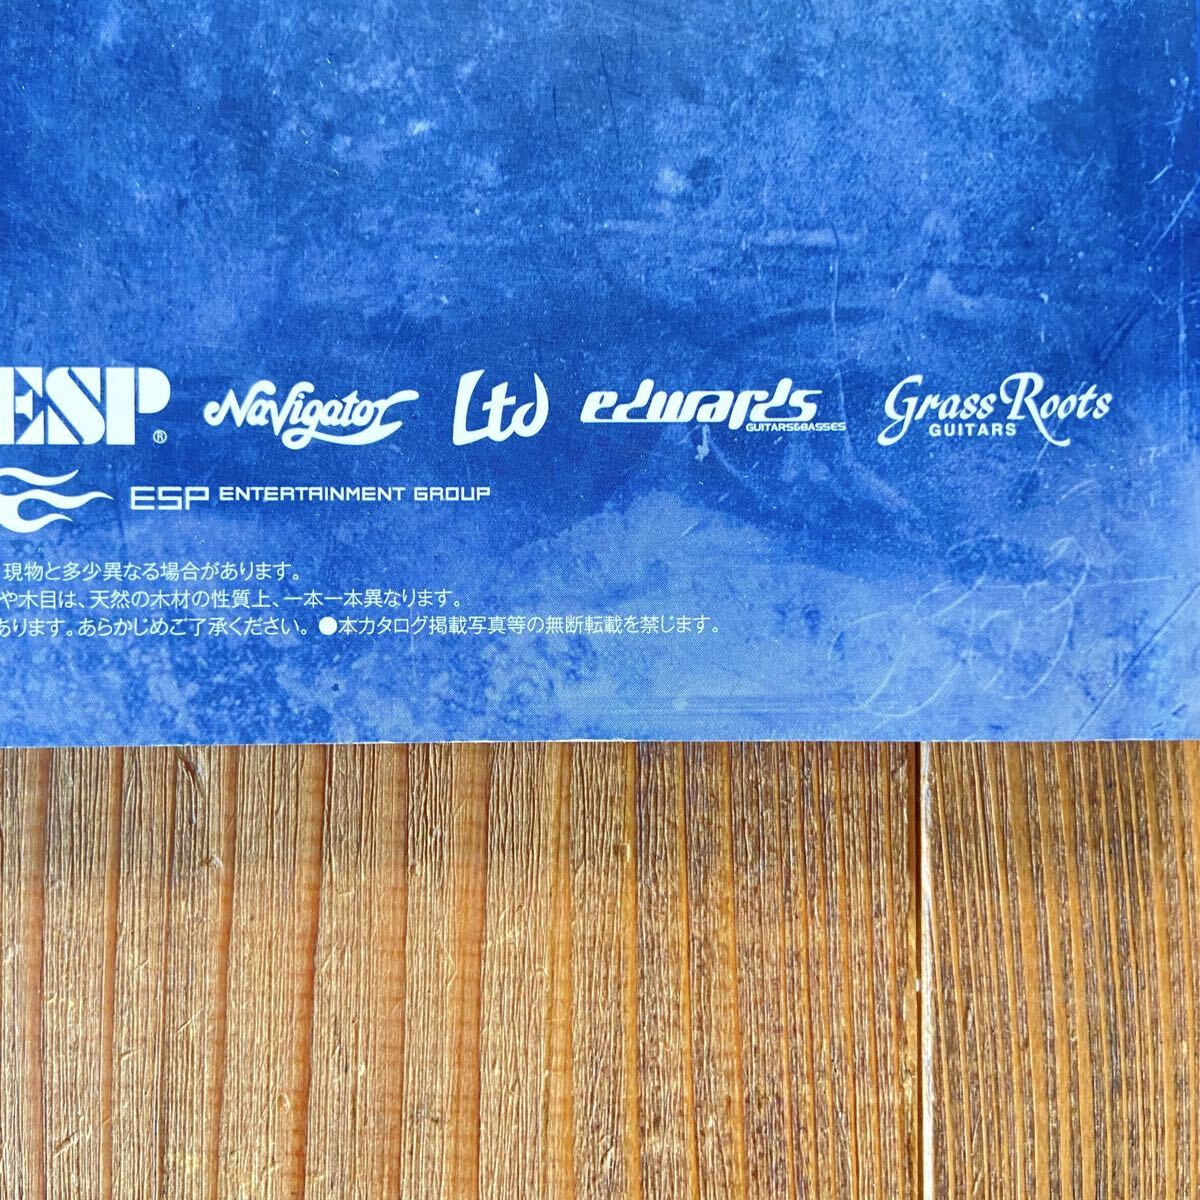 ESP®
Navigator
Ltd
edwards
GUITARS&BASSES
Grass Roots
GUITARS
ESP ENTERTAINMENT GROUP
現物と多少異なる場合があります。
や木目は、天然の木材の性質上、一本一本異なります。
あります。あらかじめご了承ください。 ●本カタログ掲載写真等の無断転載を禁じます。